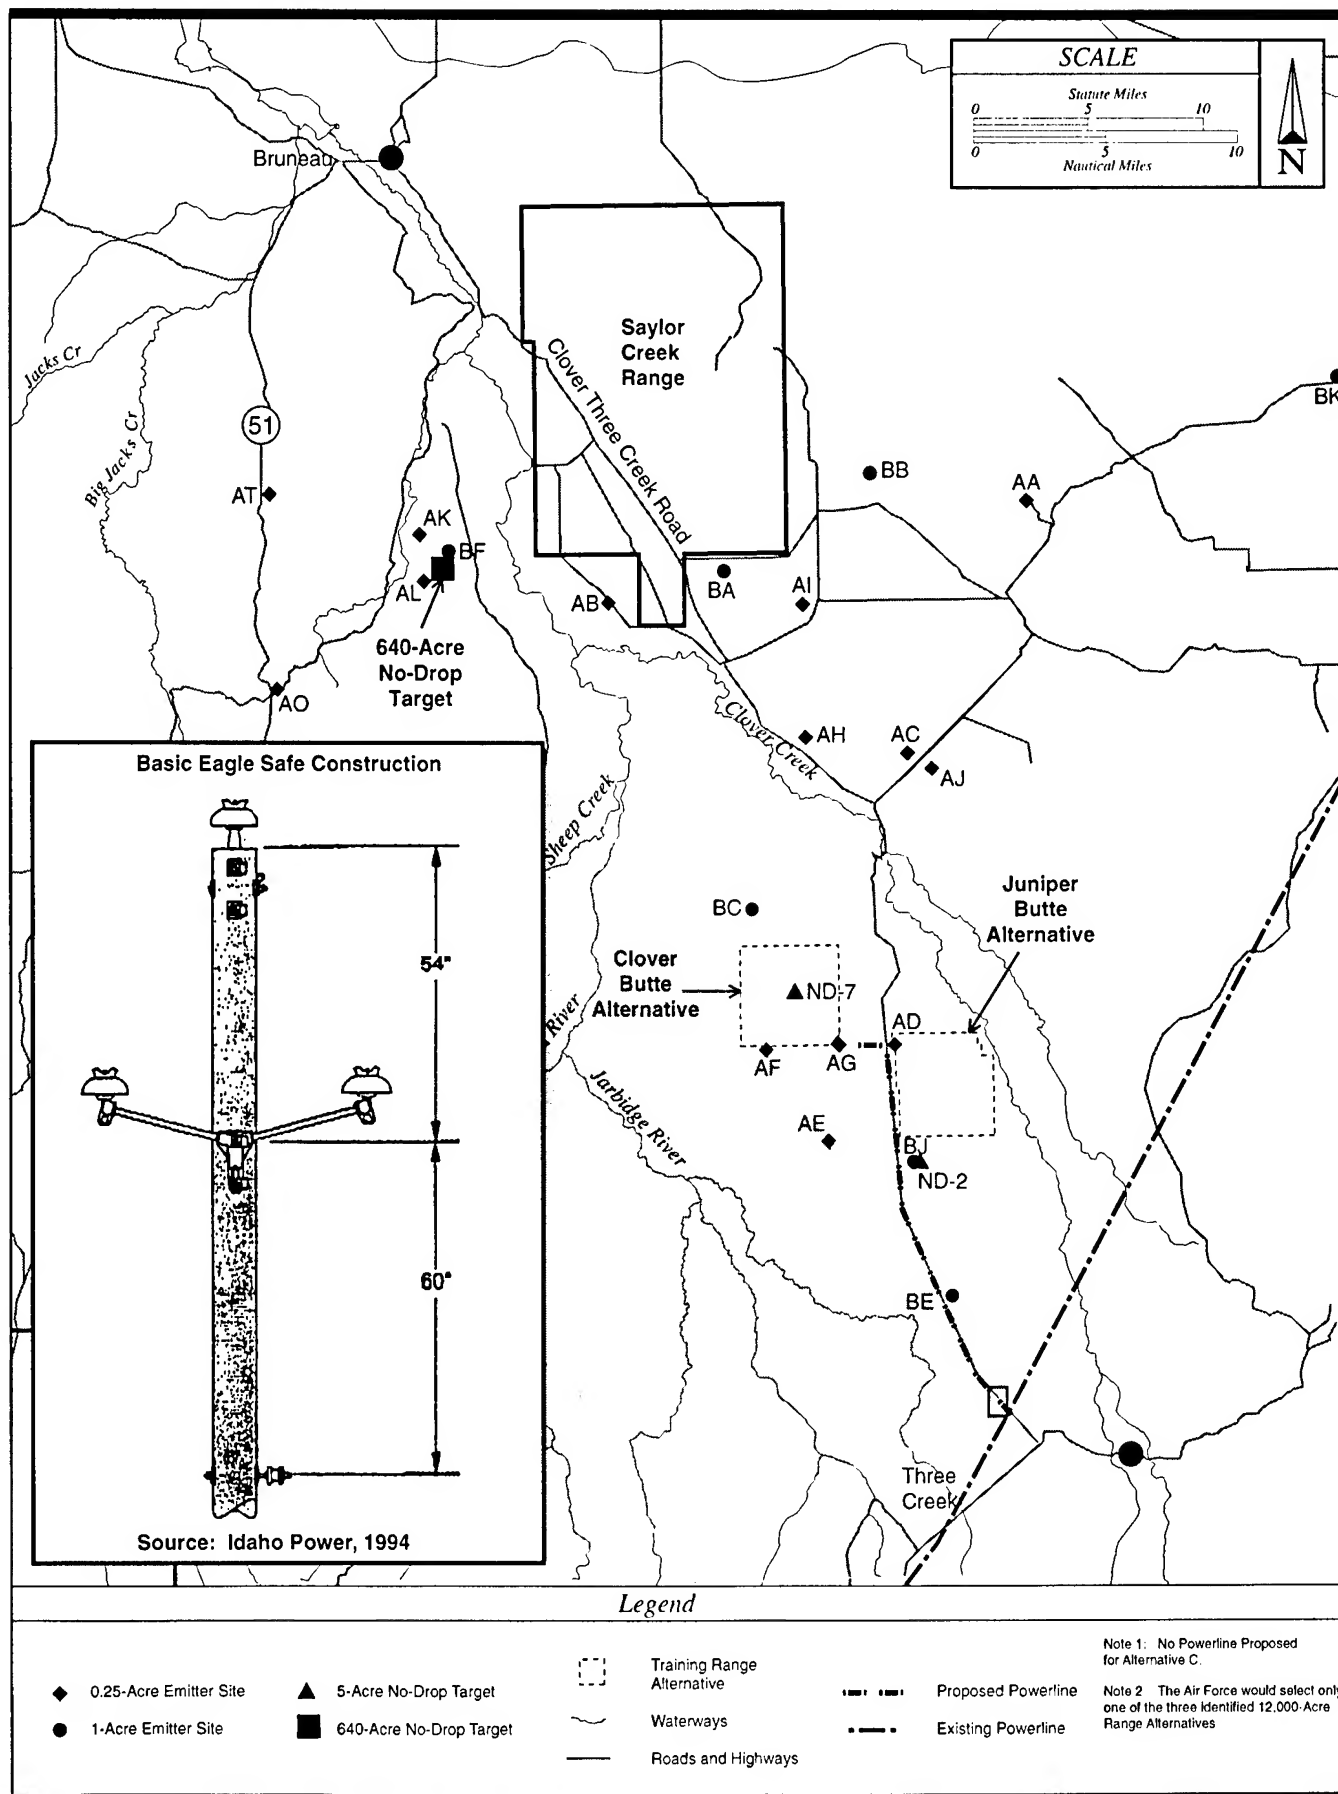 SCALE
Statute Miles
0 5 10
0 5 10
Nautical Miles
N
Bruneau
Saylor
Creek
Range
Clover Three Creek Road
Jacks Cr
Big Jacks Cr
51
BK
BB
AA
AT
AK
BF
AL
BA
AI
AB
640-Acre
No-Drop
Target
AO
Clover Creek
AH
AC
AJ
Basic Eagle Safe Construction
54"
60"
Source: Idaho Power, 1994
Sheep Creek
River
Jarbidge River
Juniper
Butte
Alternative
BC
Clover
Butte
Alternative
ND-7
AD
AF
AG
AE
BJ
ND-2
BE
Three
Creek
Legend
0.25-Acre Emitter Site
1-Acre Emitter Site
5-Acre No-Drop Target
640-Acre No-Drop Target
Training Range
Alternative
Waterways
Roads and Highways
Proposed Powerline
Existing Powerline
Note 1: No Powerline Proposed
for Alternative C.
Note 2 The Air Force would select only
one of the three Identified 12,000-Acre
Range Alternatives